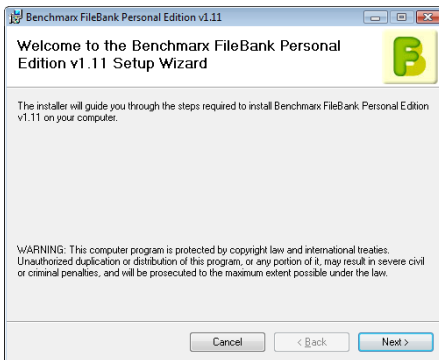 Benchmarx FileBank Personal Edition v1.11
Welcome to the Benchmarx FileBank Personal
Edition v1.11 Setup Wizard
The installer will guide you through the steps required to install Benchmarx FileBank Personal Edition
v1.11 on your computer.
WARNING: This computer program is protected by copyright law and international treaties.
Unauthorized duplication or distribution of this program, or any portion of it, may result in severe civil
or criminal penalties, and will be prosecuted to the maximum extent possible under the law.
Cancel < Back Next >